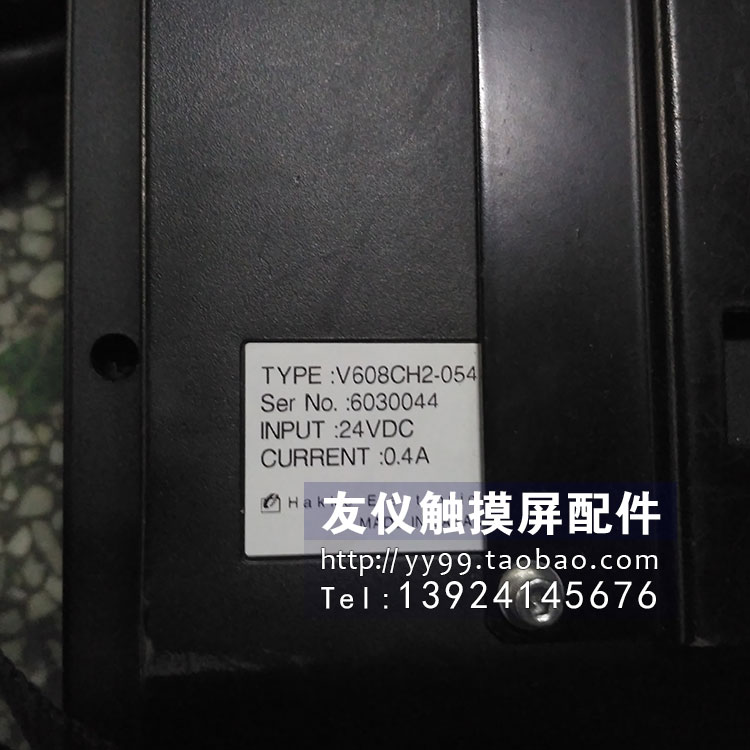 TYPE :V608CH2-054
Ser No. :6030044
INPUT :24VDC
CURRENT :0.4A
友仪触摸屏配件
http://yy99.taobao.com
Tel:13924145676